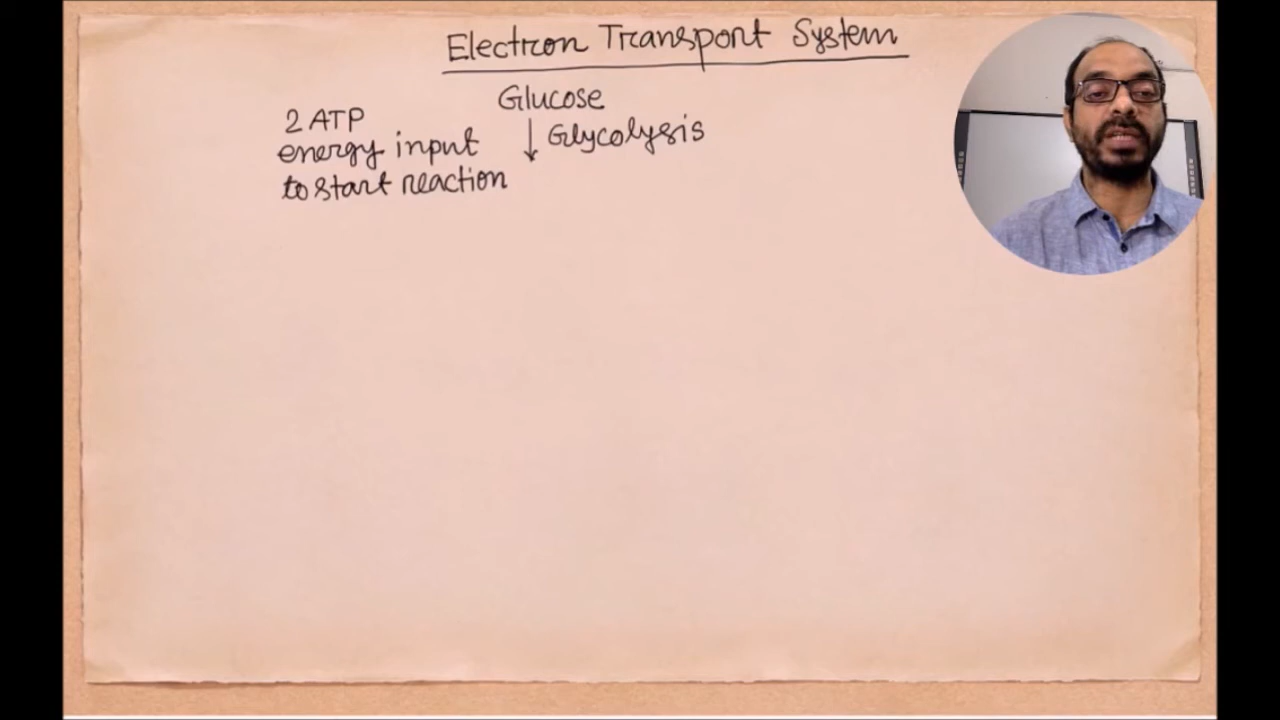 Electron Transport System
Glucose
2 ATP
energy input
to start reaction
Glycolysis